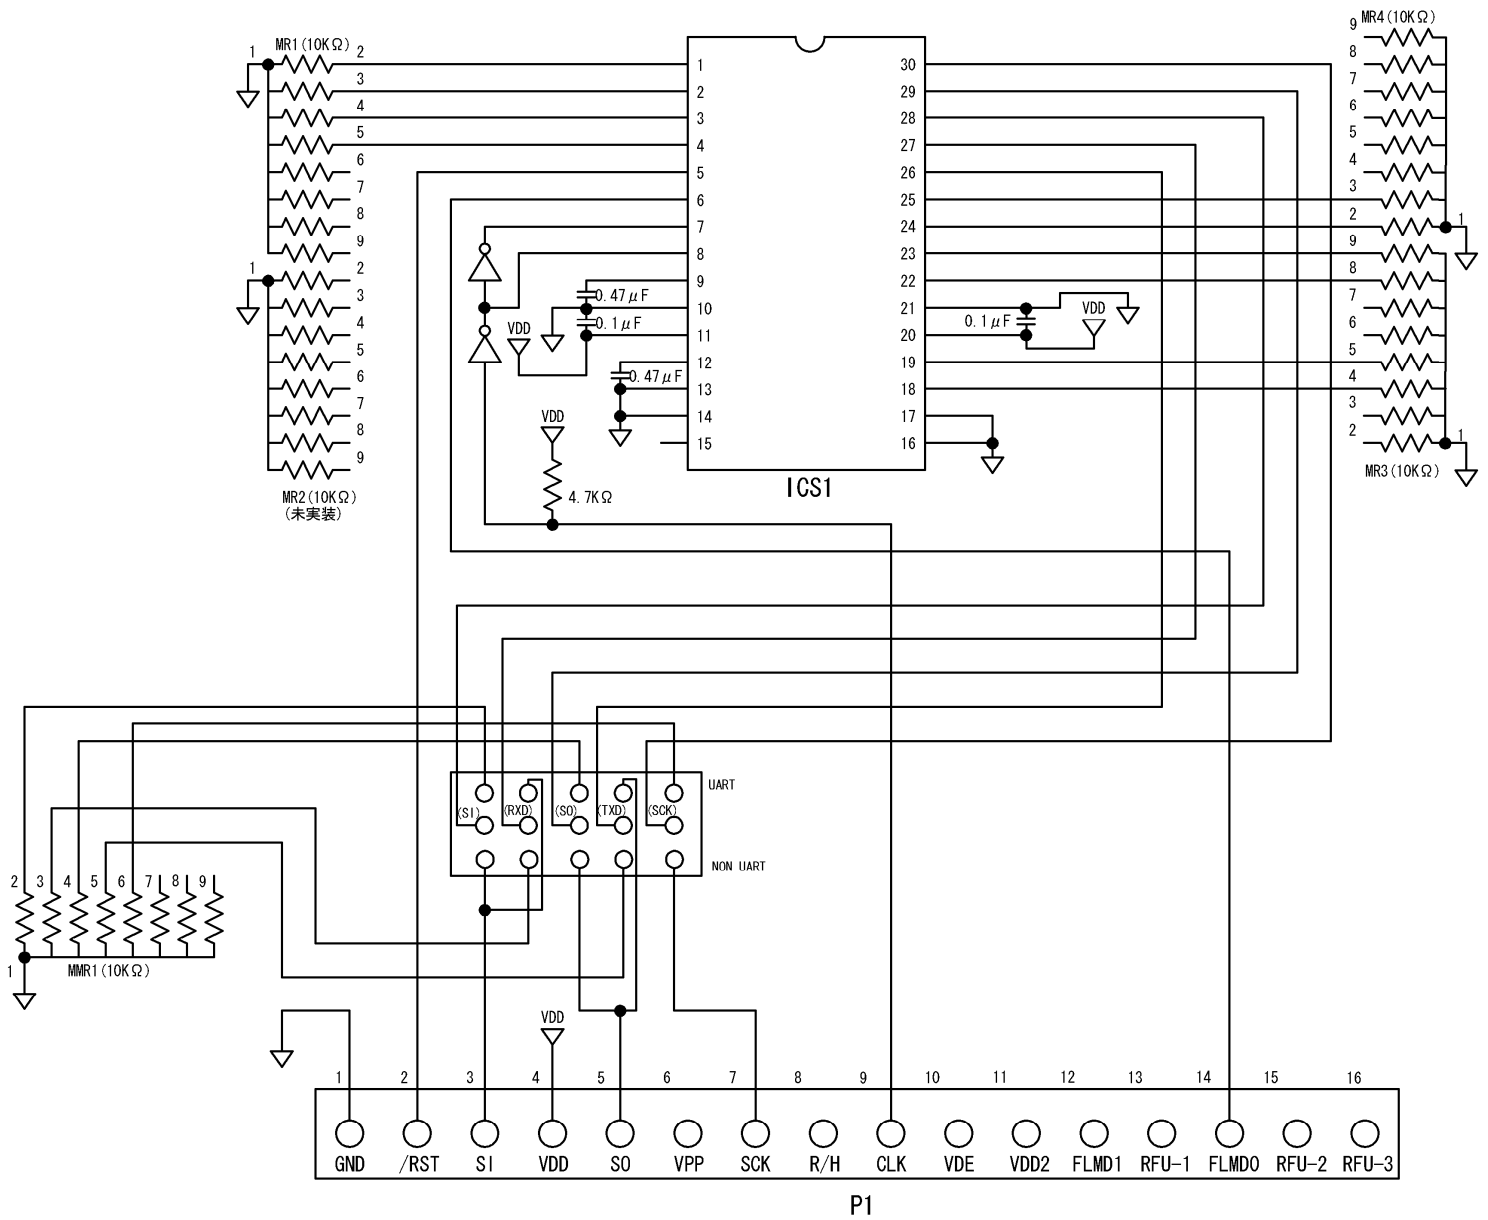 MR1(10KΩ)
1
2
3
4
5
6
7
8
9
1
2
3
4
5
6
7
8
9
MR2(10KΩ)
(未実装)
1
2
3
4
5
6
7
8
9
10
11
12
13
14
15
30
29
28
27
26
25
24
23
22
21
20
19
18
17
16
ICS1
0.47μF
0.1μF
VDD
0.47μF
VDD
4.7KΩ
0.1μF
VDD
MR4(10KΩ)
9
8
7
6
5
4
3
2
1
9
8
7
6
5
4
3
2
1
MR3(10KΩ)
UART
(SI)
(RXD)
(SO)
(TXD)
(SCK)
NON UART
2
3
4
5
6
7
8
9
1
MMR1(10KΩ)
VDD
1
2
3
4
5
6
7
8
9
10
11
12
13
14
15
16
GND
/RST
SI
VDD
SO
VPP
SCK
R/H
CLK
VDE
VDD2
FLMD1
RFU-1
FLMD0
RFU-2
RFU-3
P1